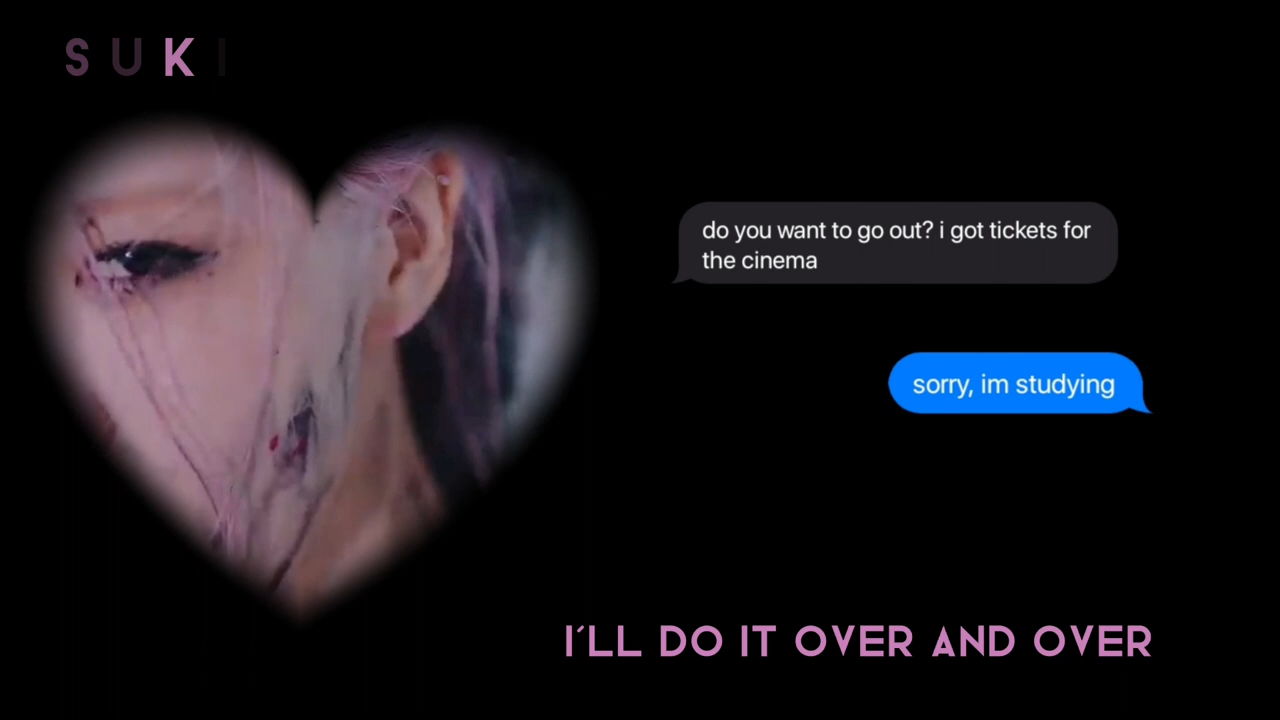 SUKI
do you want to go out? i got tickets for
the cinema
sorry, im studying
I´LL DO IT OVER AND OVER